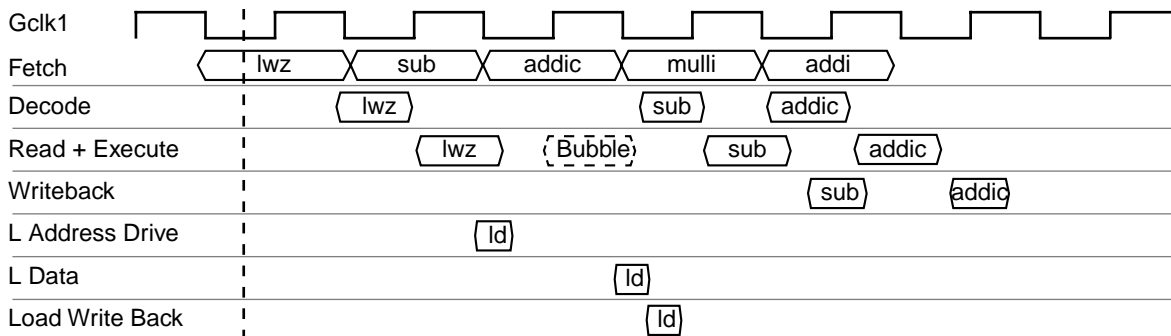 Gclk1
Fetch lwz sub addic mulli addi
Decode lwz sub addic
Read + Execute lwz Bubble sub addic
Writeback sub addic
L Address Drive ld
L Data ld
Load Write Back ld